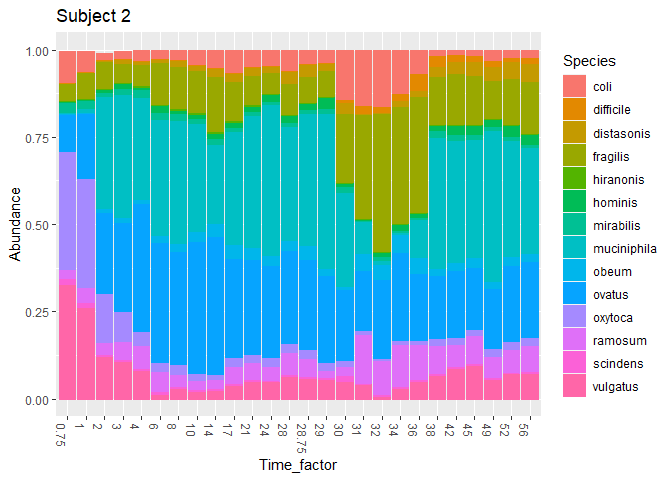 Subject 2
Abundance
1.00
0.75
0.50
0.25
0.00
0.75 1 2 3 4 6 8 10 14 17 21 24 28 28.75 29 30 31 32 34 36 38 42 45 49 52 56
Time_factor
Species
coli
difficile
distasonis
fragilis
hiranonis
hominis
mirabilis
muciniphila
obeum
ovatus
oxytoca
ramosum
scindens
vulgatus